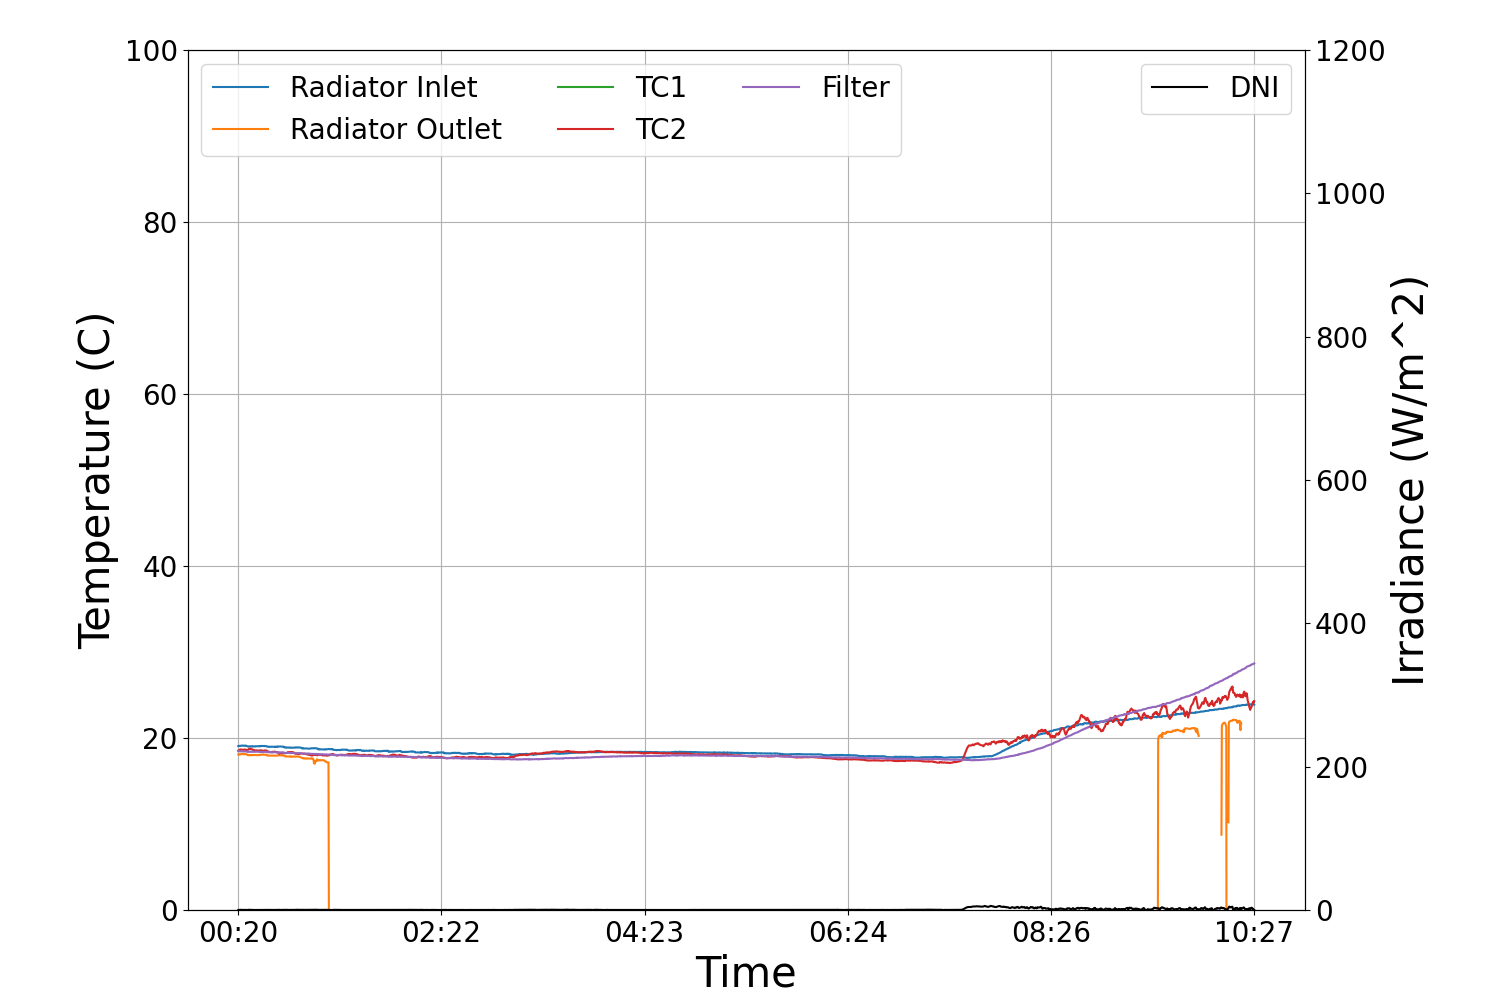 100
80
60
40
20
0
Temperature (C)
Radiator Inlet
Radiator Outlet
TC1
TC2
Filter
DNI
1200
1000
800
600
400
200
0
Irradiance (W/m^2)
00:20 02:22 04:23 06:24 08:26 10:27
Time